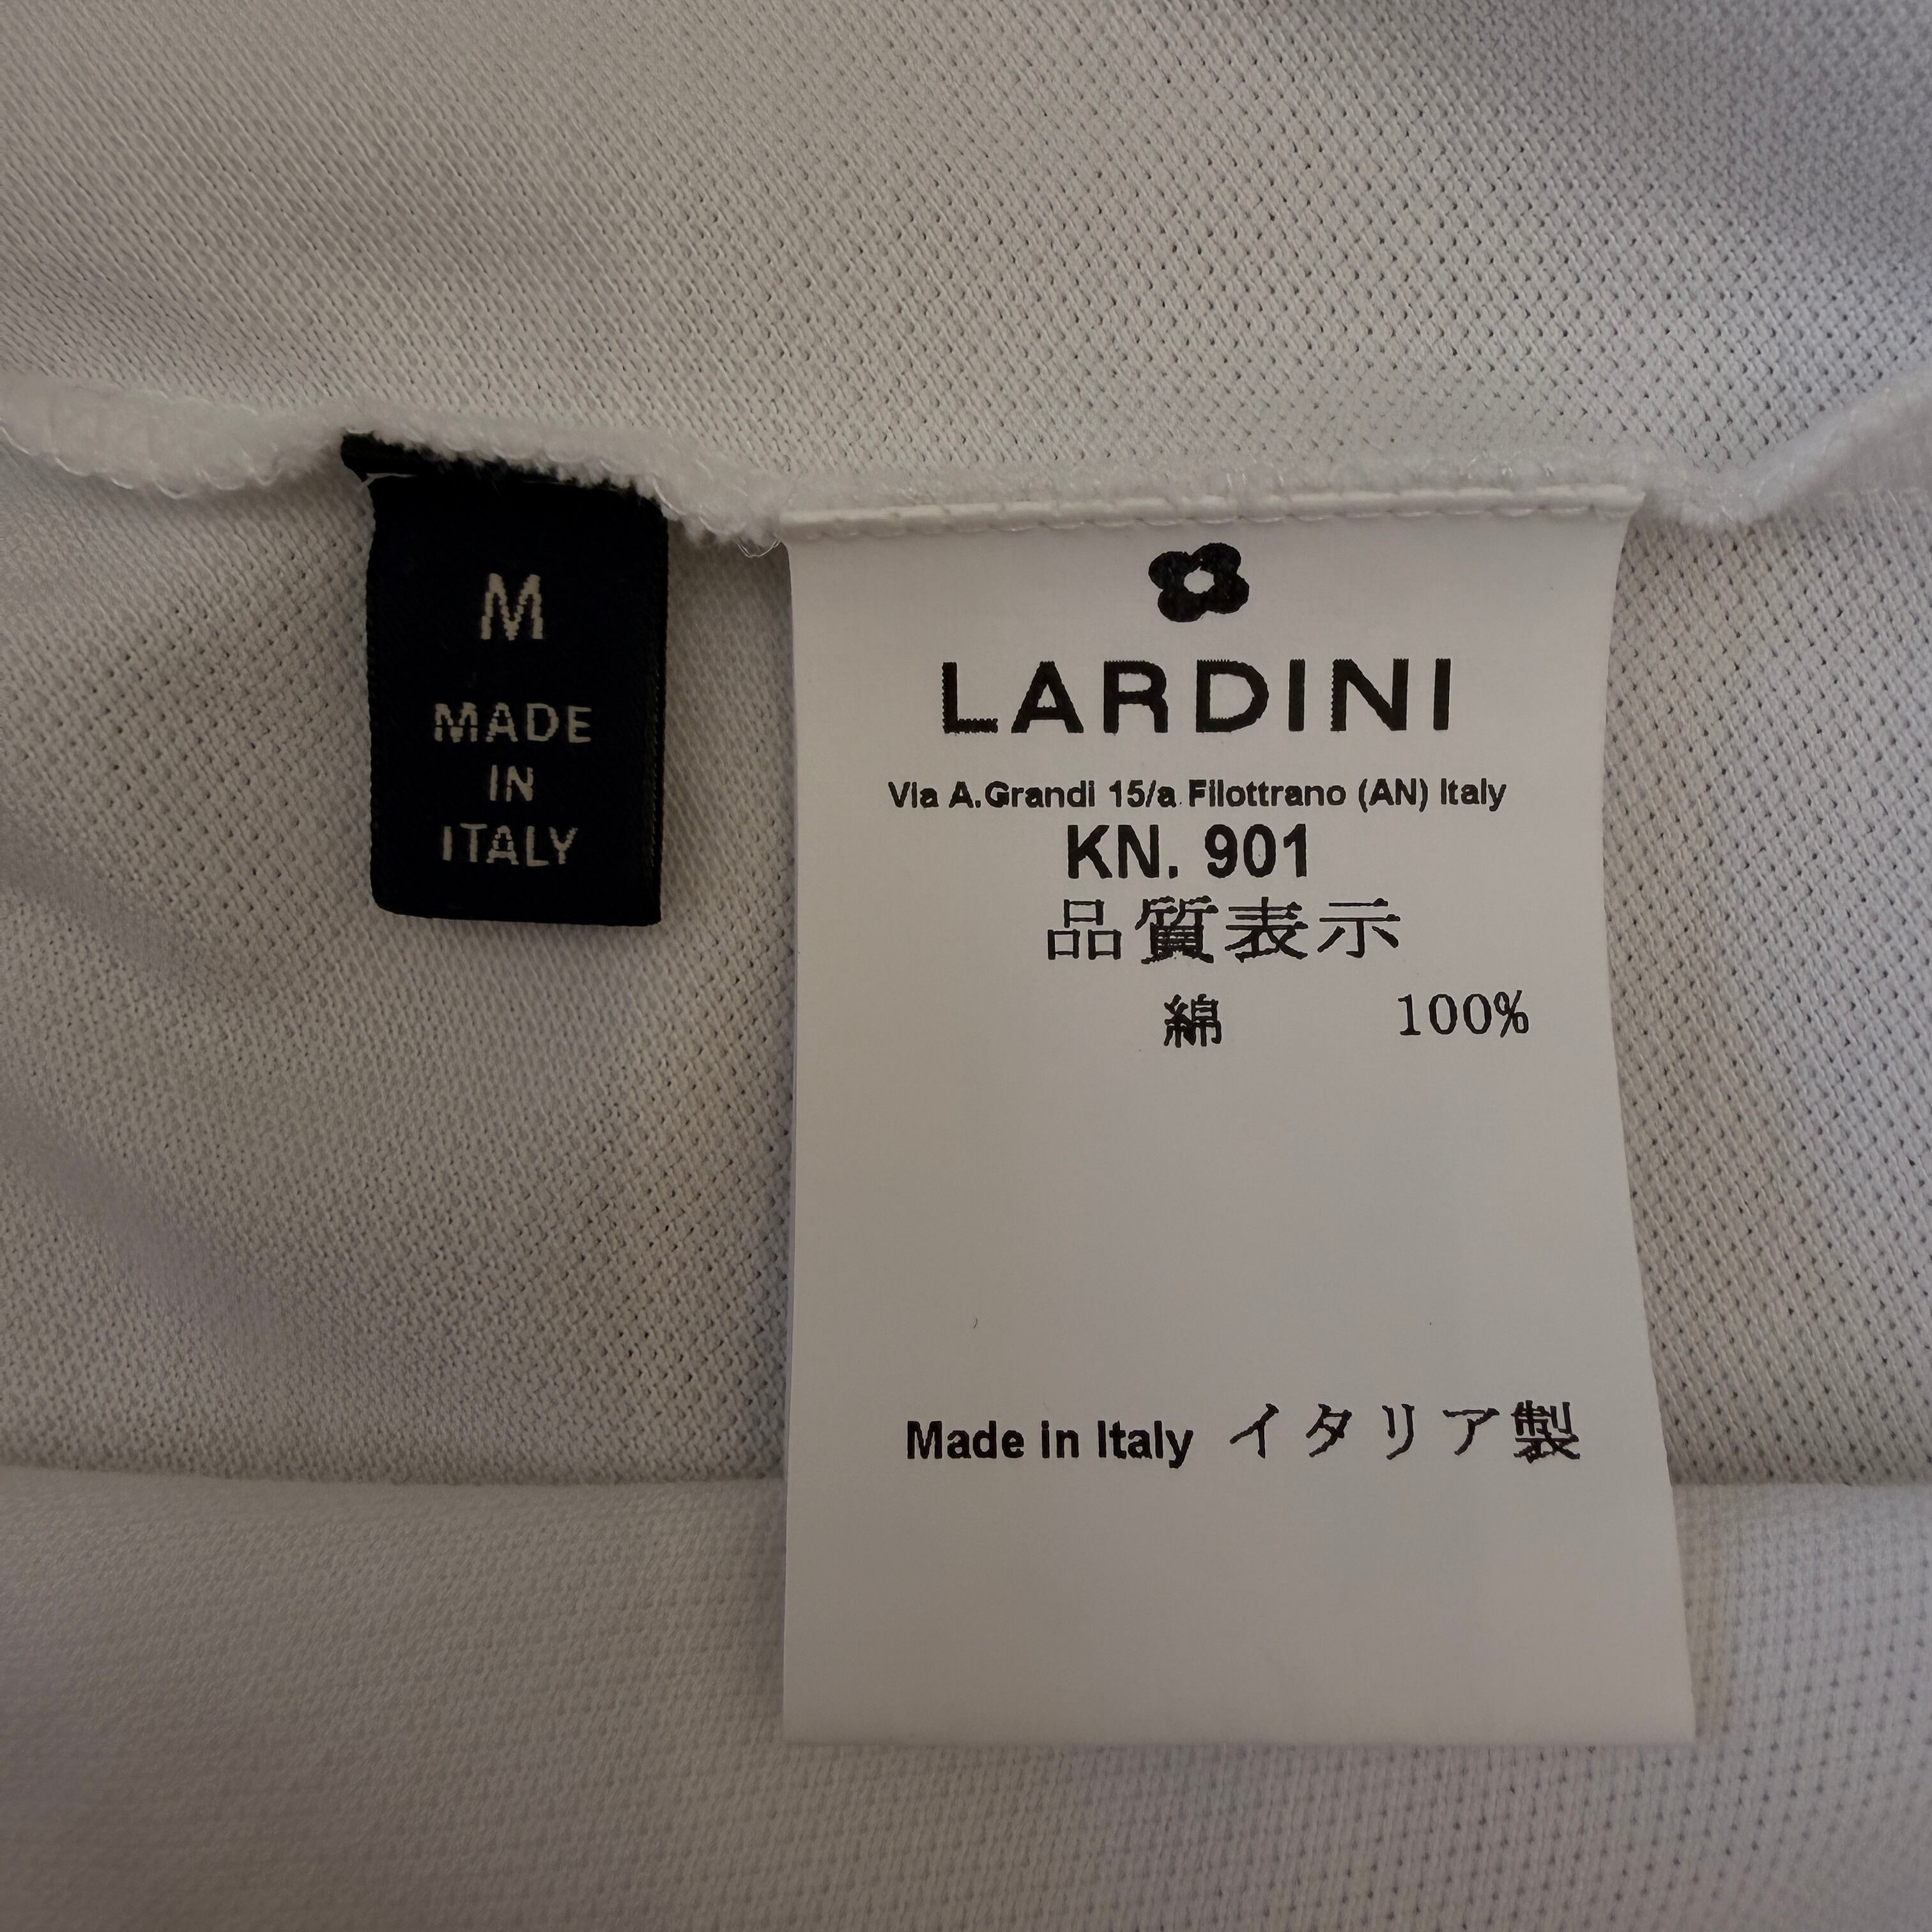 M
MADE
IN
ITALY
LARDINI
Via A.Grandi 15/a Filottrano (AN) Italy
KN. 901
品質表示
綿 100%
Made in Italy イタリア製